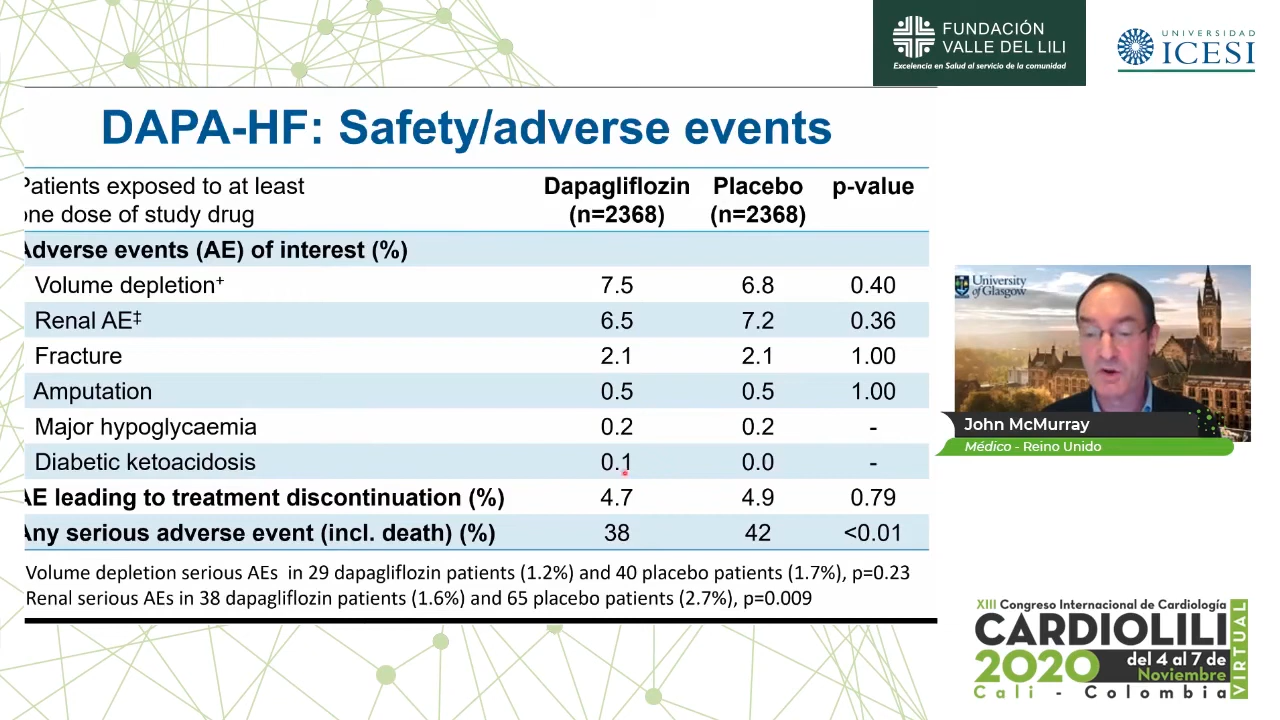 FUNDACIÓN
VALLE DEL LILI
Excelencia en Salud al servicio de la comunidad
UNIVERSIDAD
ICESI
DAPA-HF: Safety/adverse events
Patients exposed to at least
one dose of study drug
Dapagliflozin
(n=2368)
Placebo
(n=2368)
p-value
Adverse events (AE) of interest (%)
Volume depletion⁺ 7.5 6.8 0.40
Renal AE‡ 6.5 7.2 0.36
Fracture 2.1 2.1 1.00
Amputation 0.5 0.5 1.00
Major hypoglycaemia 0.2 0.2 -
Diabetic ketoacidosis 0.1 0.0 -
AE leading to treatment discontinuation (%) 4.7 4.9 0.79
Any serious adverse event (incl. death) (%) 38 42 <0.01
Volume depletion serious AEs in 29 dapagliflozin patients (1.2%) and 40 placebo patients (1.7%), p=0.23
Renal serious AEs in 38 dapagliflozin patients (1.6%) and 65 placebo patients (2.7%), p=0.009
University
of Glasgow
John McMurray
Médico - Reino Unido
XIII Congreso Internacional de Cardiología
CARDIOLILI
2020 del 4 al 7 de
Noviembre
VIRTUAL
Cali - Colombia